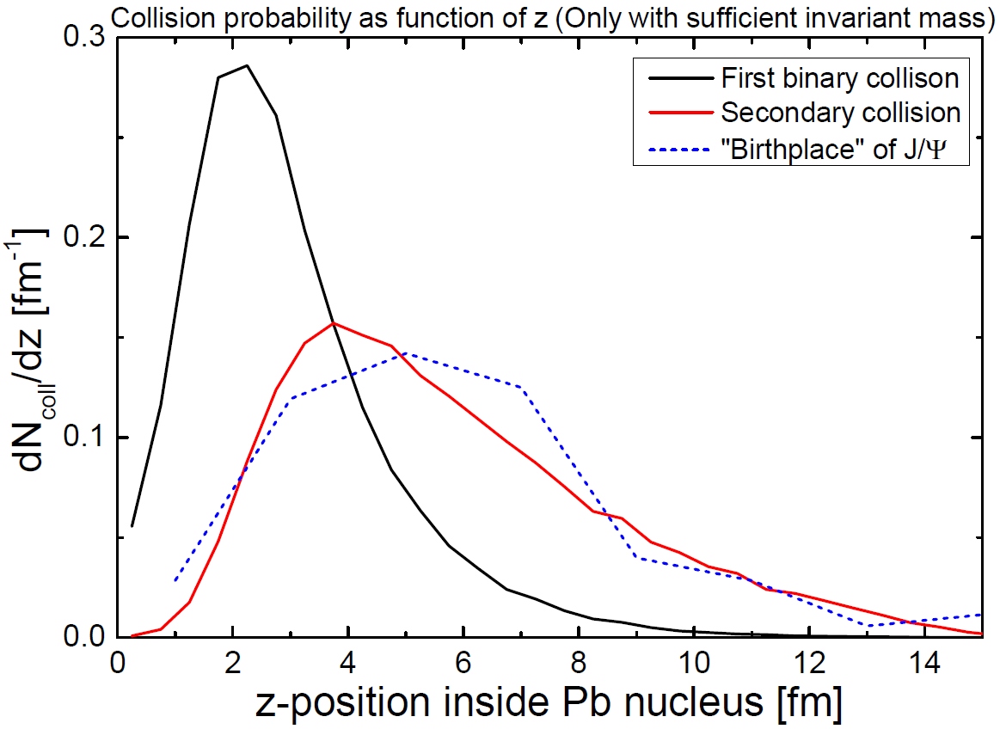 Collision probability as function of z (Only with sufficient invariant mass)
0.3
0.2
0.1
0.0
dN_coll/dz [fm⁻¹]
First binary collison
Secondary collision
"Birthplace" of J/Ψ
0 2 4 6 8 10 12 14
z-position inside Pb nucleus [fm]